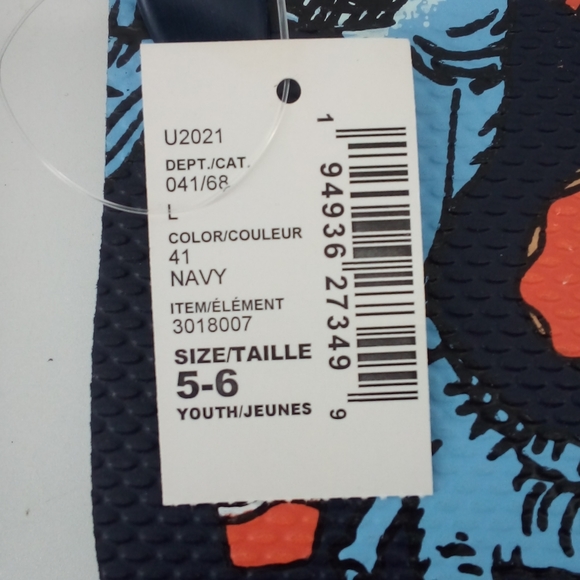 U2021
DEPT./CAT.
041/68
L
COLOR/COULEUR
41
NAVY
ITEM/ÉLÉMENT
3018007
SIZE/TAILLE
5-6
YOUTH/JEUNES
1 94936 27349 9